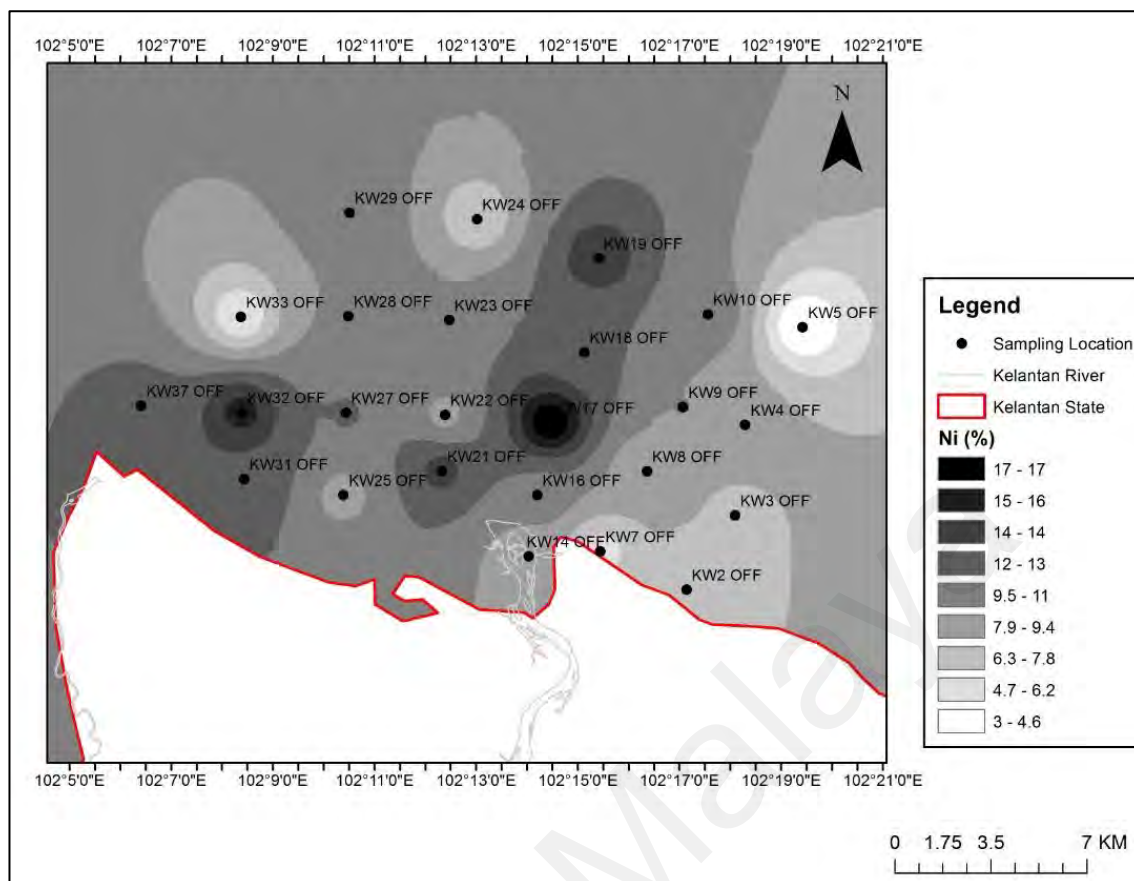 102°5'0"E 102°7'0"E 102°9'0"E 102°11'0"E 102°13'0"E 102°15'0"E 102°17'0"E 102°19'0"E 102°21'0"E
N
KW29 OFF
KW24 OFF
KW19 OFF
KW33 OFF
KW28 OFF
KW23 OFF
KW10 OFF
KW5 OFF
KW18 OFF
KW37 OFF
KW32 OFF
KW27 OFF
KW22 OFF
17 OFF
KW9 OFF
KW4 OFF
KW31 OFF
KW25 OFF
KW21 OFF
KW16 OFF
KW8 OFF
KW3 OFF
KW14 OFF
KW7 OFF
KW2 OFF
102°5'0"E 102°7'0"E 102°9'0"E 102°11'0"E 102°13'0"E 102°15'0"E 102°17'0"E 102°19'0"E 102°21'0"E
Legend
Sampling Location
Kelantan River
Kelantan State
Ni (%)
17 - 17
15 - 16
14 - 14
12 - 13
9.5 - 11
7.9 - 9.4
6.3 - 7.8
4.7 - 6.2
3 - 4.6
0 1.75 3.5 7 KM
Malaya